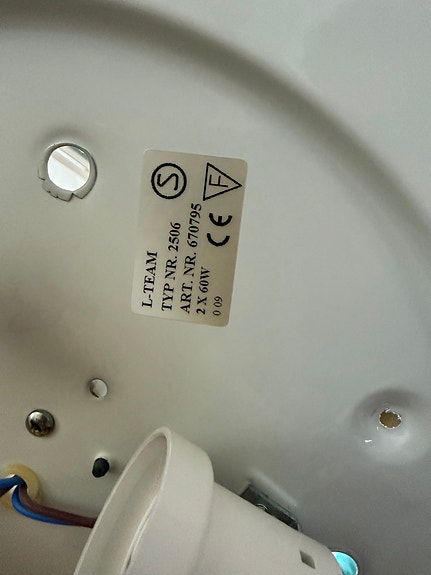 L-TEAM
TYP NR. 2506
ART. NR. 670795
2 X 60W
0 09
S
F
CE